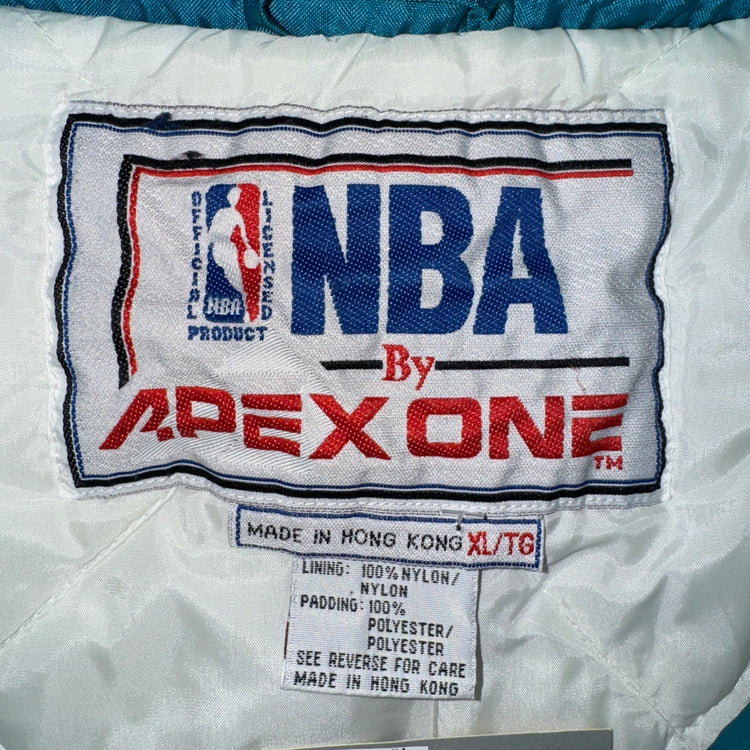 OFFICIAL
LICENSED
NBA
PRODUCT
NBA
By
APEX ONE
TM
MADE IN HONG KONG XL/TG
LINING: 100% NYLON/
NYLON
PADDING: 100%
POLYESTER/
POLYESTER
SEE REVERSE FOR CARE
MADE IN HONG KONG